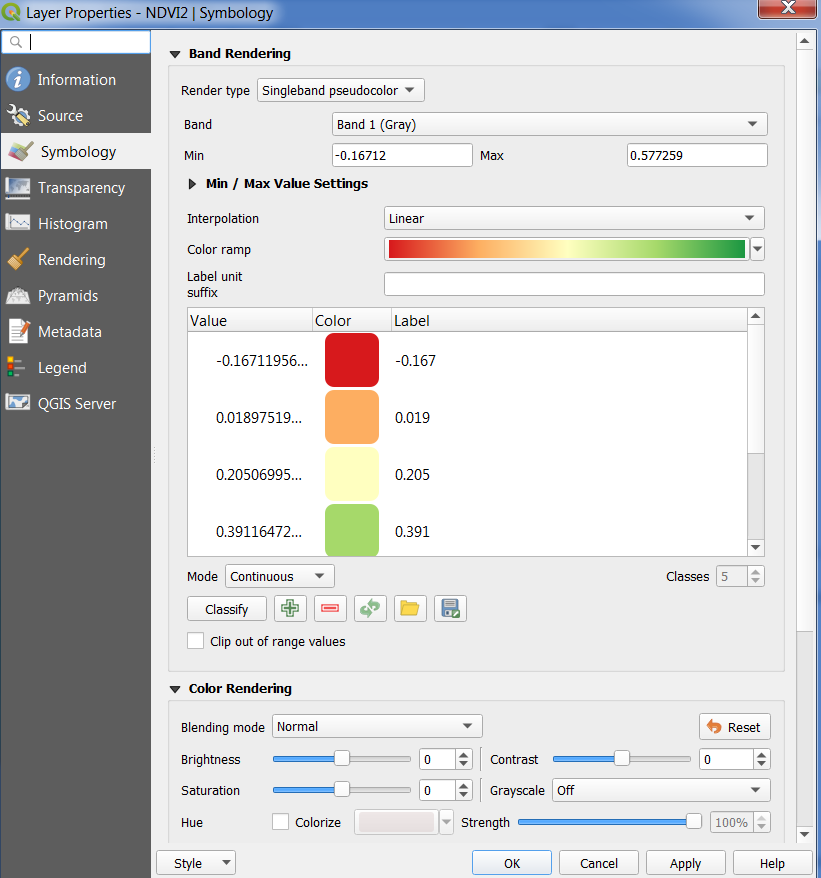 Layer Properties - NDVI2 | Symbology
Information
Source
Symbology
Transparency
Histogram
Rendering
Pyramids
Metadata
Legend
QGIS Server
Band Rendering
Render type Singleband pseudocolor
Band Band 1 (Gray)
Min -0.16712 Max 0.577259
Min / Max Value Settings
Interpolation Linear
Color ramp
Label unit
suffix
Value Color Label
-0.16711956... -0.167
0.01897519... 0.019
0.20506995... 0.205
0.39116472... 0.391
Mode Continuous Classes 5
Classify
Clip out of range values
Color Rendering
Blending mode Normal Reset
Brightness 0 Contrast 0
Saturation 0 Grayscale Off
Hue Colorize Strength 100%
Style OK Cancel Apply Help